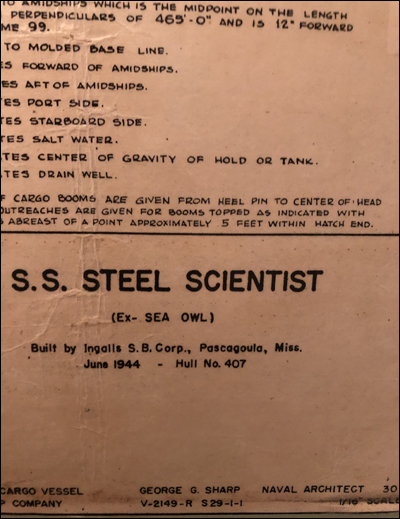 TO AMIDSHIPS WHICH IS THE MIDPOINT ON THE LENGTH
PERPENDICULARS OF 465'-0" AND IS 12" FORWARD
ME 99.
TO MOLDED BASE LINE.
ES FORWARD OF AMIDSHIPS.
ES AFT OF AMIDSHIPS.
TES PORT SIDE.
TES STARBOARD SIDE.
TES SALT WATER.
ATES CENTER OF GRAVITY OF HOLD OR TANK.
TES DRAIN WELL.
F CARGO BOOMS ARE GIVEN FROM HEEL PIN TO CENTER OF HEAD
OUTREACHES ARE GIVEN FOR BOOMS TOPPED AS INDICATED WITH
ABREAST OF A POINT APPROXIMATELY 5 FEET WITHIN HATCH END.
S.S. STEEL SCIENTIST
(Ex- SEA OWL)
Built by Ingalls S.B. Corp., Pascagoula, Miss.
June 1944 - Hull No. 407
CARGO VESSEL GEORGE G. SHARP NAVAL ARCHITECT 30
P COMPANY V-2149-R S29-1-1 1/16" SCALE